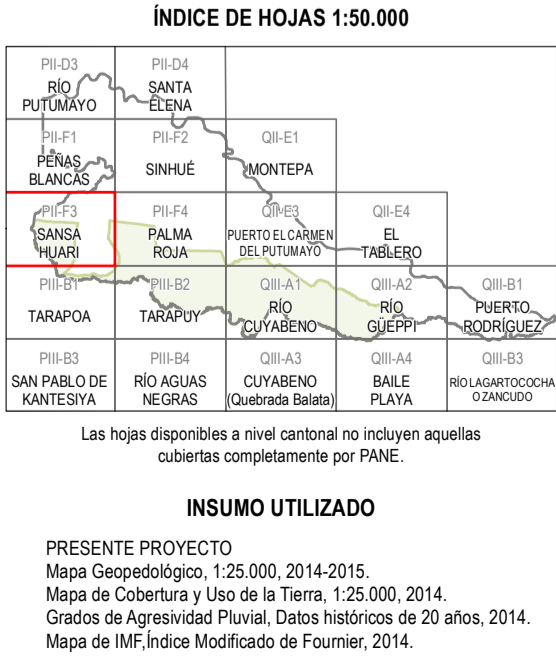 ÍNDICE DE HOJAS 1:50.000
PII-D3
RÍO
PUTUMAYO
PII-D4
SANTA
ELENA
PII-F1
PEÑAS
BLANCAS
PII-F2
SINHUÉ
QII-E1
MONTEPA
PII-F3
SANSA
HUARI
PII-F4
PALMA
ROJA
QII-E3
PUERTO EL CARMEN
DEL PUTUMAYO
QII-E4
EL
TABLERO
PIII-B1
TARAPOA
PIII-B2
TARAPUY
QIII-A1
RÍO
CUYABENO
QIII-A2
RÍO
GÜEPPI
QIII-B1
PUERTO
RODRÍGUEZ
PIII-B3
SAN PABLO DE
KANTESIYA
PIII-B4
RÍO AGUAS
NEGRAS
QIII-A3
CUYABENO
(Quebrada Balata)
QIII-A4
BAILE
PLAYA
QIII-B3
RÍO LAGARTOCOCHA
O ZANCUDO
Las hojas disponibles a nivel cantonal no incluyen aquellas
cubiertas completamente por PANE.
INSUMO UTILIZADO
PRESENTE PROYECTO
Mapa Geopedológico, 1:25.000, 2014-2015.
Mapa de Cobertura y Uso de la Tierra, 1:25.000, 2014.
Grados de Agresividad Pluvial, Datos históricos de 20 años, 2014.
Mapa de IMF,Índice Modificado de Fournier, 2014.